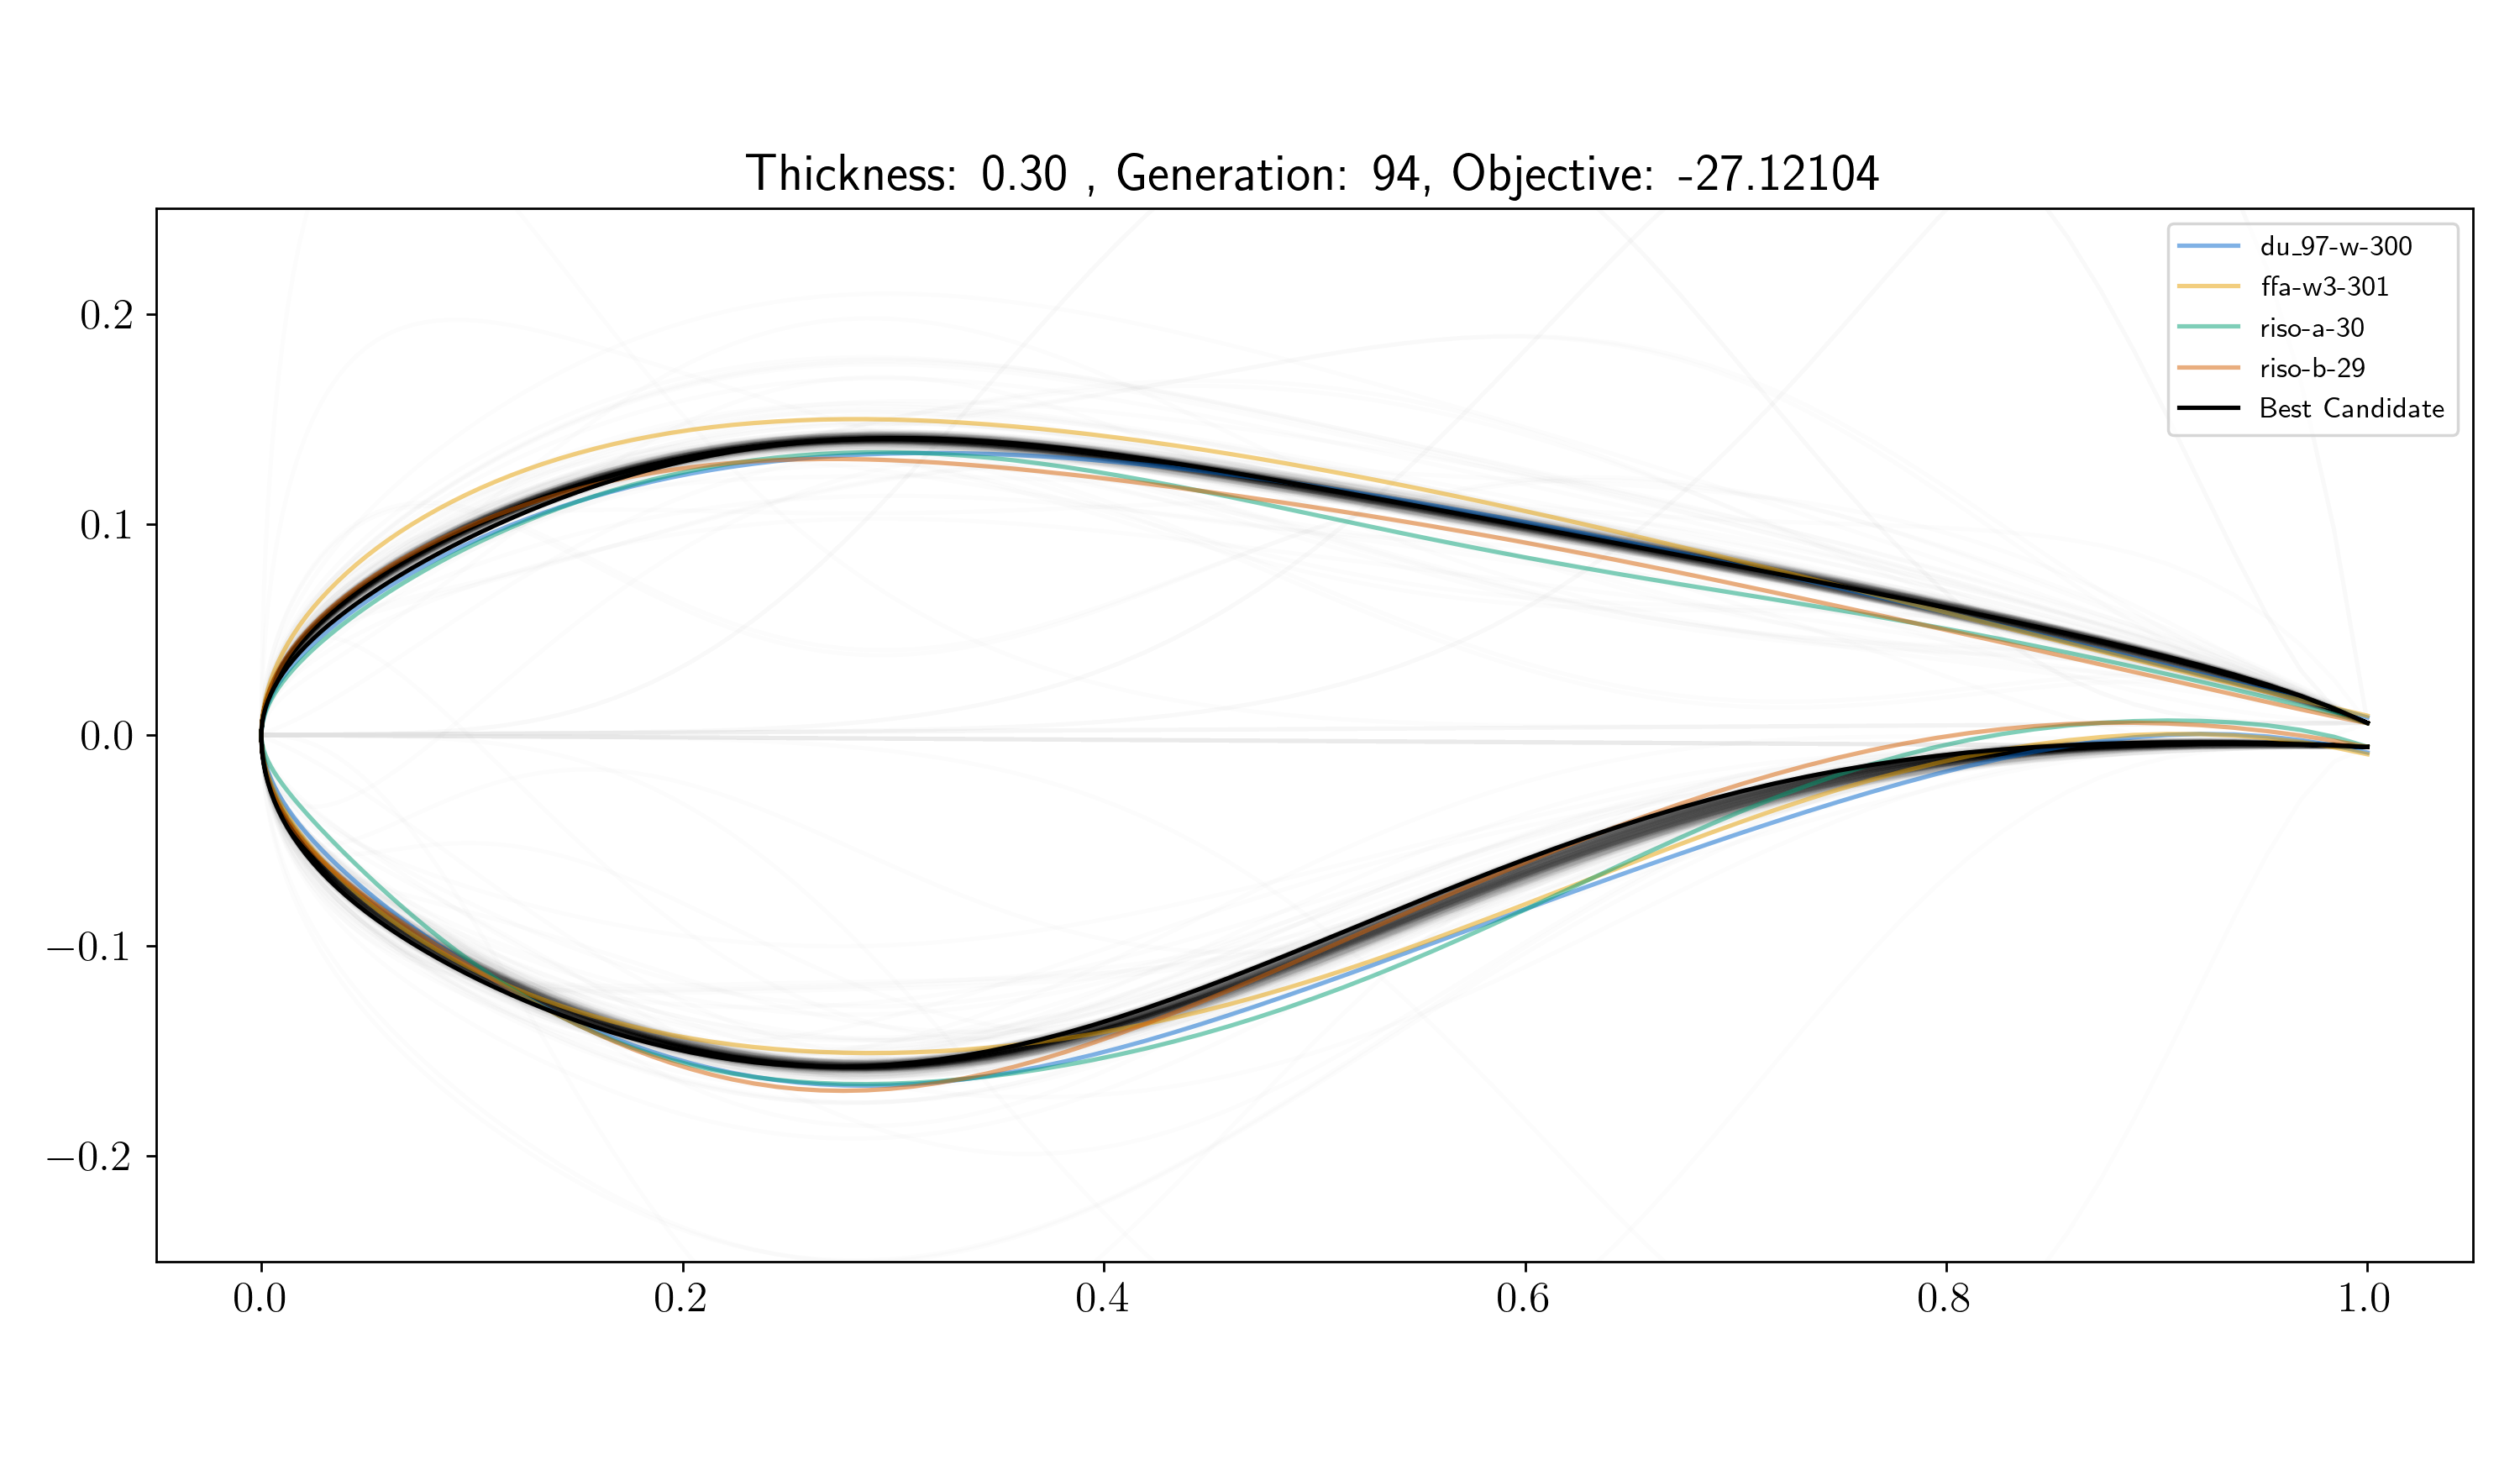 Thickness: 0.30 , Generation: 94, Objective: -27.12104
du_97-w-300
ffa-w3-301
riso-a-30
riso-b-29
Best Candidate
0.2
0.1
0.0
−0.1
−0.2
0.0 0.2 0.4 0.6 0.8 1.0